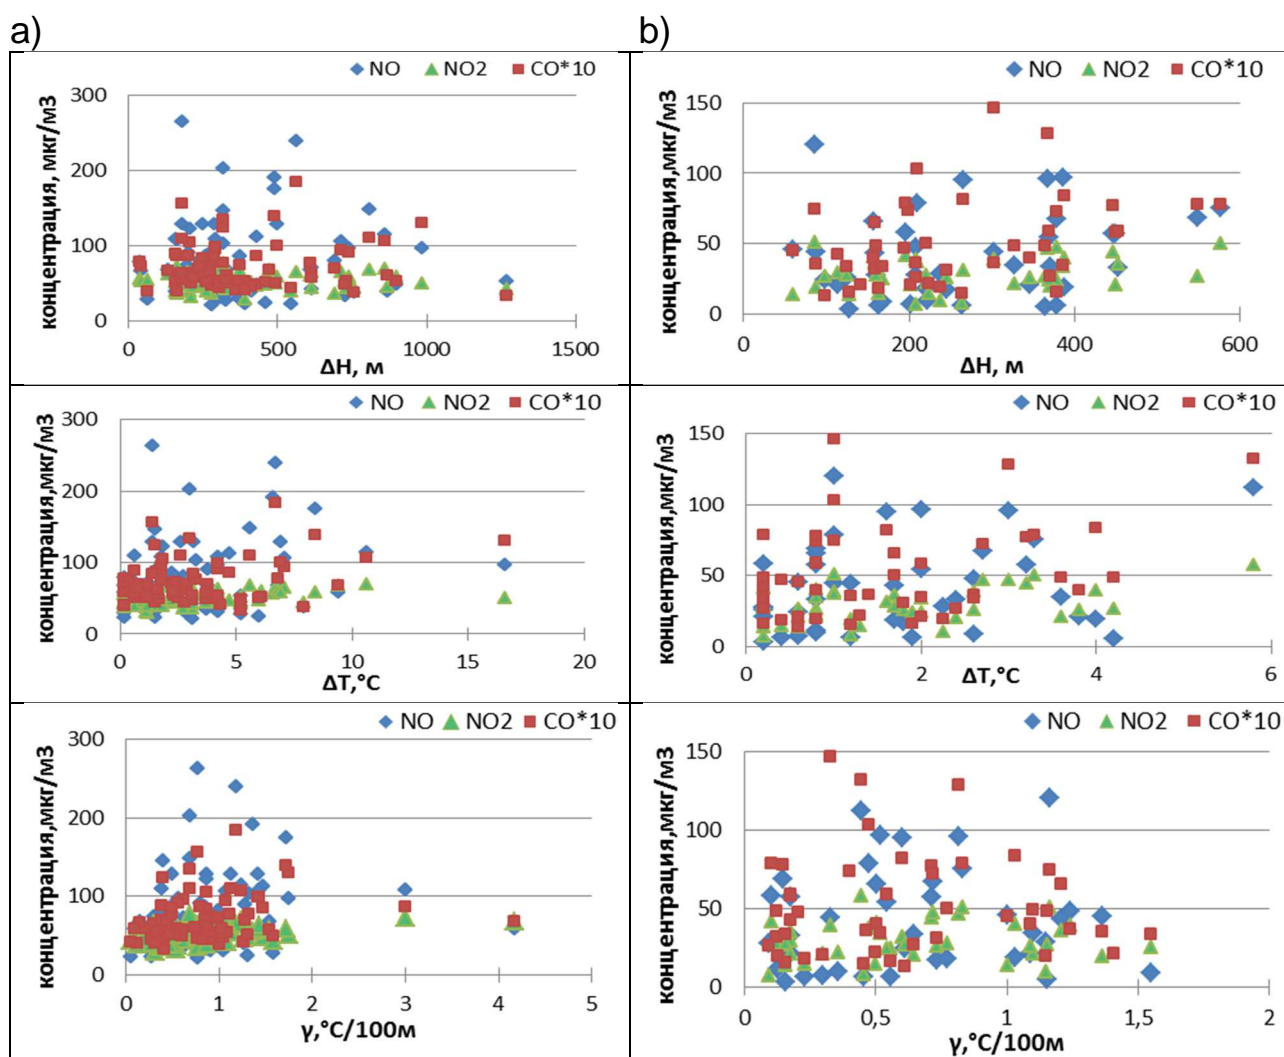 a)
b)
NO NO2 CO*10
концентрация, мкг/м3
300
200
100
0
0 500 1000 1500
ΔH, м
NO NO2 CO*10
концентрация,мкг/м3
150
100
50
0
0 200 400 600
ΔH, м
NO NO2 CO*10
концентрация,мкг/м3
300
200
100
0
0 5 10 15 20
ΔT,°C
NO NO2 CO*10
концентрация,мкг/м3
150
100
50
0
0 2 4 6
ΔT,°C
NO NO2 CO*10
концентрация,мкг/м3
300
200
100
0
0 1 2 3 4 5
γ,°C/100м
NO NO2 CO*10
концентрация,мкг/м3
150
100
50
0
0 0,5 1 1,5 2
γ,°C/100м